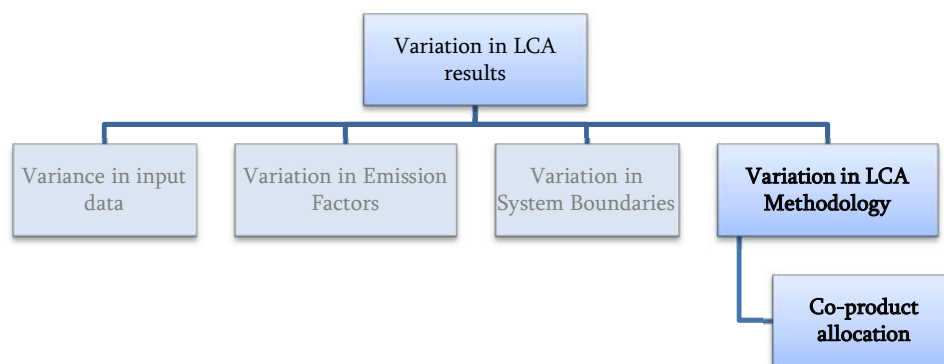 Variation in LCA
results
Variance in input
data
Variation in Emission
Factors
Variation in
System Boundaries
Variation in LCA
Methodology
Co-product
allocation